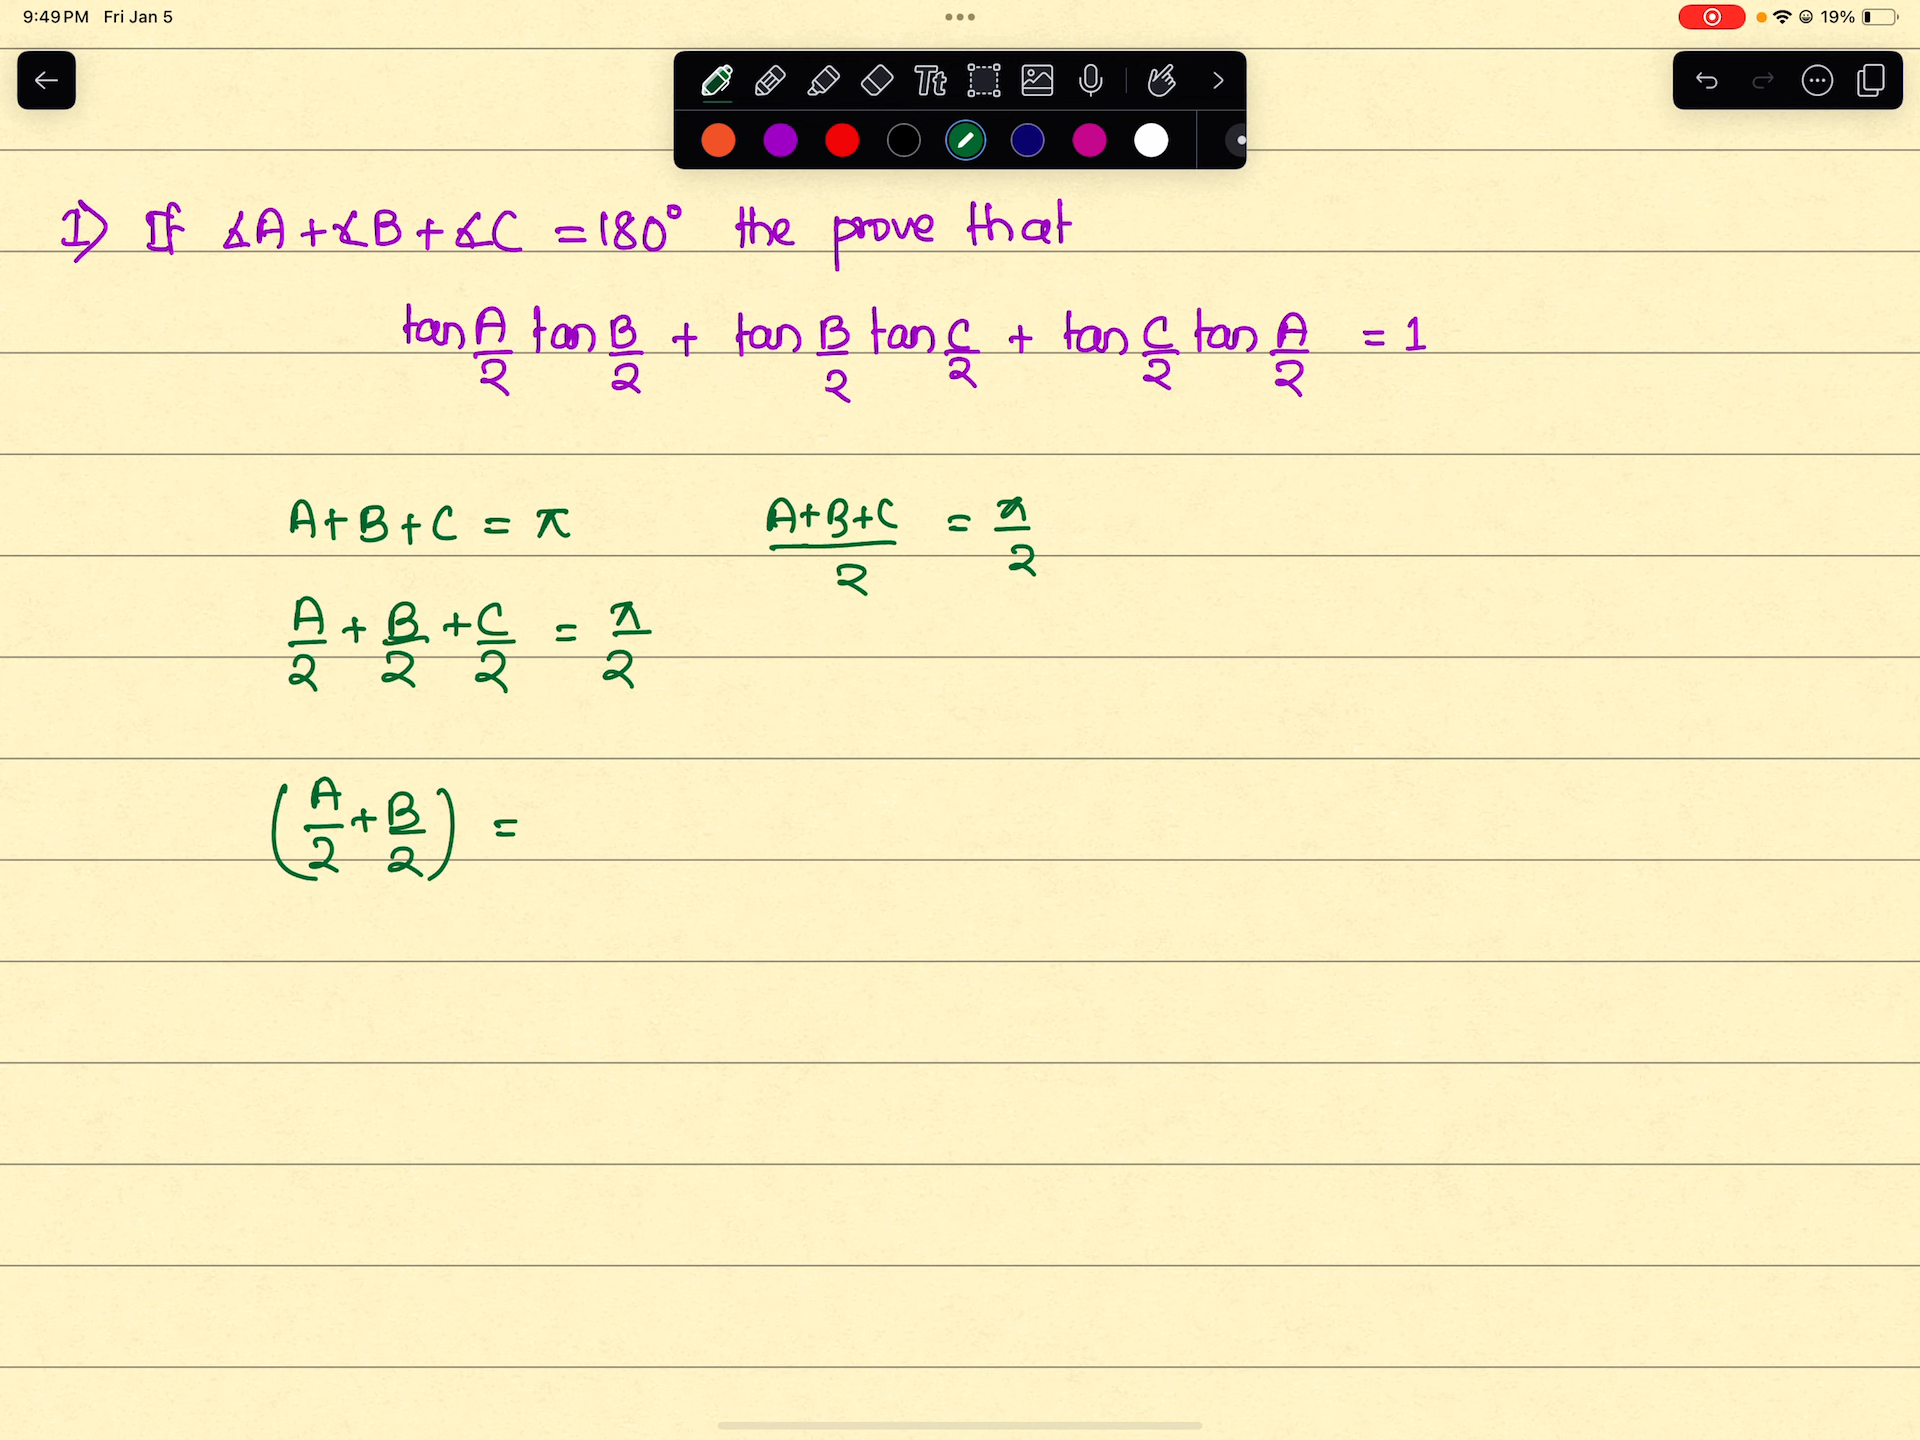 9:49 PM Fri Jan 5
19%
Tt
1) If ∡A+∡B+∡C =180° the prove that
tan A/2 tan B/2 + tan B/2 tan C/2 + tan C/2 tan A/2 = 1
A+B+C = π
(A+B+C)/2 = π/2
A/2 + B/2 + C/2 = π/2
(A/2 + B/2) =